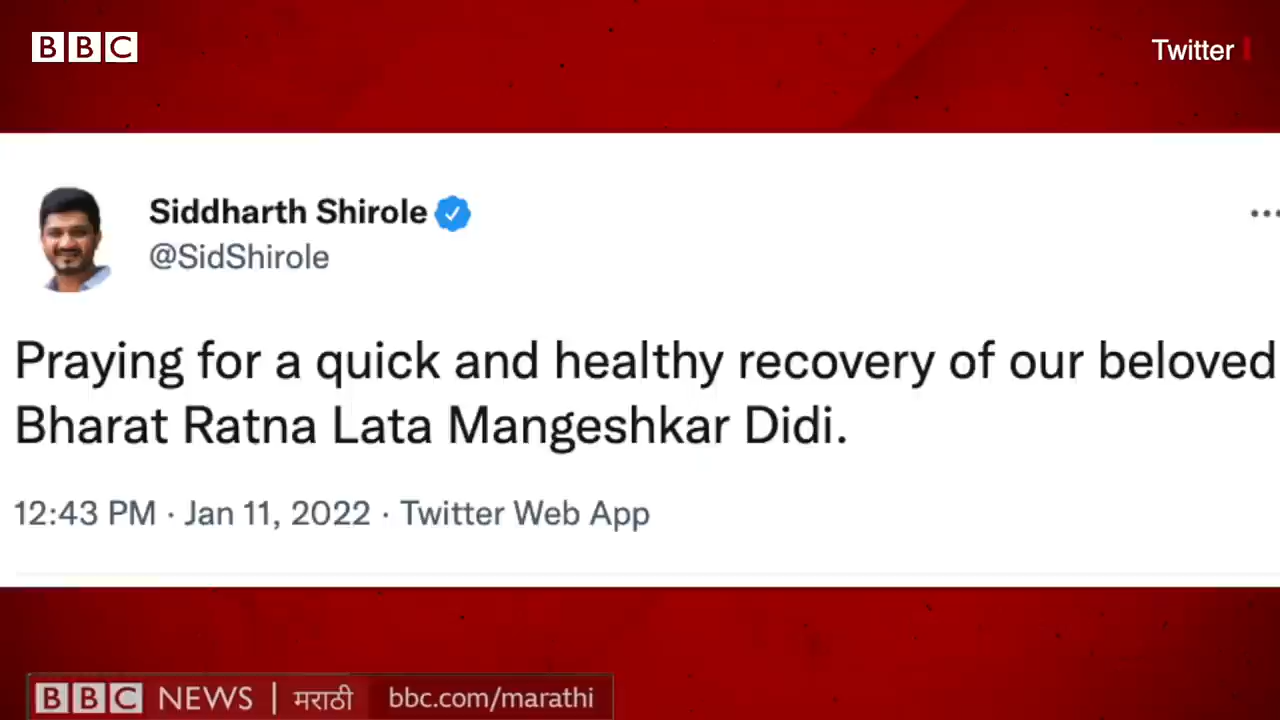 BBC
Twitter
Siddharth Shirole
@SidShirole
Praying for a quick and healthy recovery of our beloved
Bharat Ratna Lata Mangeshkar Didi.
12:43 PM · Jan 11, 2022 · Twitter Web App
BBC NEWS | मराठी bbc.com/marathi